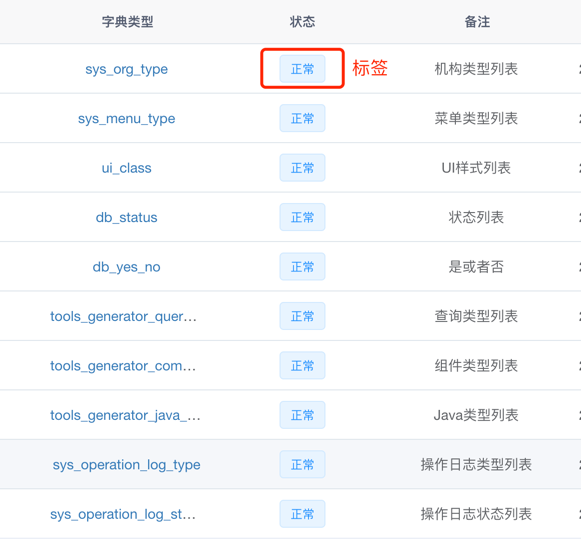 字典类型 状态 备注
sys_org_type 正常 标签 机构类型列表
sys_menu_type 正常 菜单类型列表
ui_class 正常 UI样式列表
db_status 正常 状态列表
db_yes_no 正常 是或者否
tools_generator_quer... 正常 查询类型列表
tools_generator_com... 正常 组件类型列表
tools_generator_java_... 正常 Java类型列表
sys_operation_log_type 正常 操作日志类型列表
sys_operation_log_st... 正常 操作日志状态列表